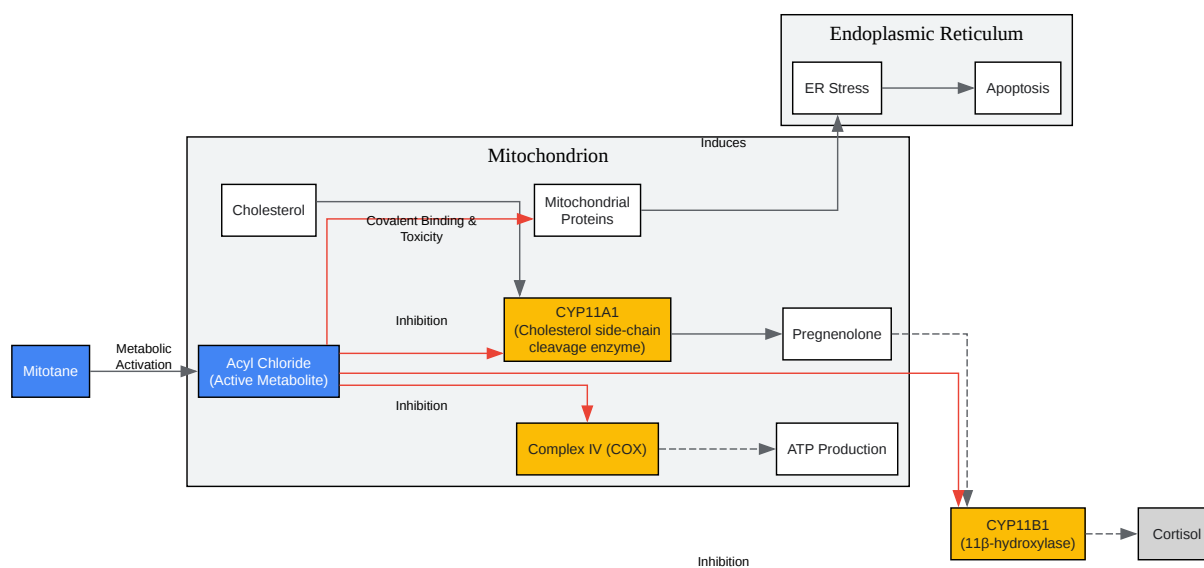 Endoplasmic Reticulum
ER Stress
Apoptosis
Induces
Mitochondrion
Cholesterol
Mitochondrial
Proteins
Covalent Binding &
Toxicity
CYP11A1
(Cholesterol side-chain
cleavage enzyme)
Inhibition
Pregnenolone
Metabolic
Activation
Mitotane
Acyl Chloride
(Active Metabolite)
Inhibition
Complex IV (COX)
ATP Production
CYP11B1
(11β-hydroxylase)
Cortisol
Inhibition